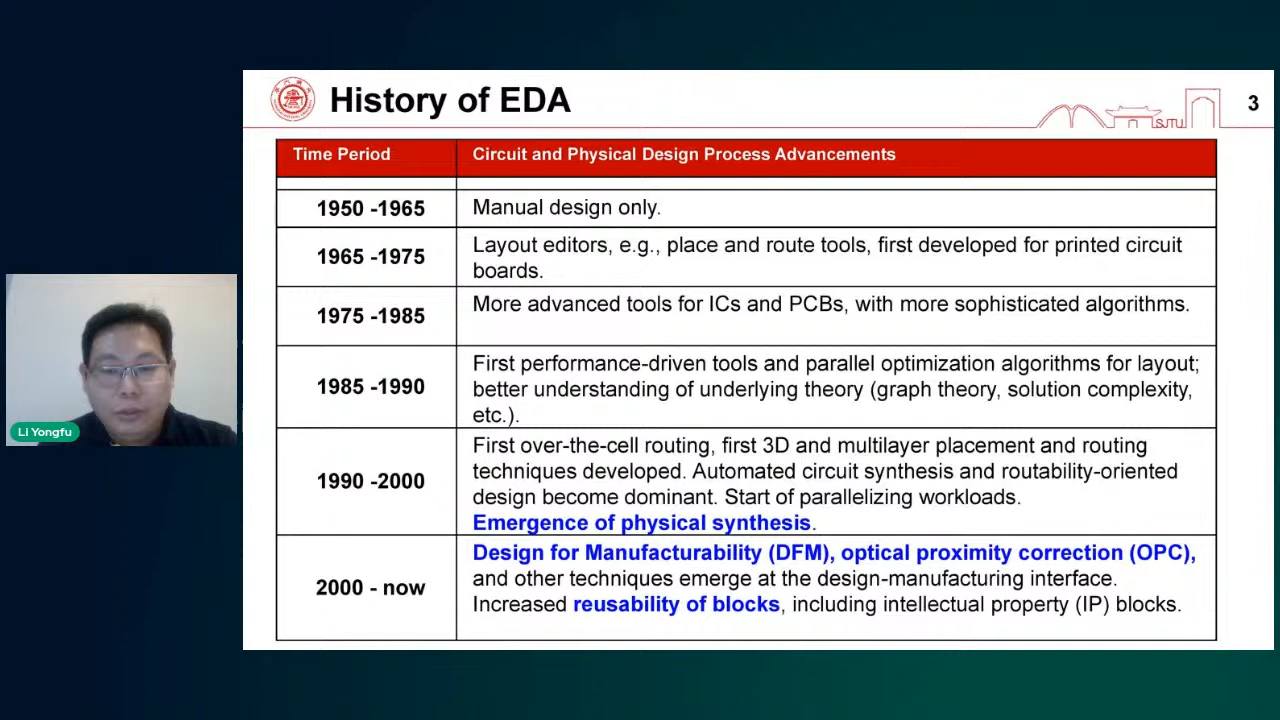 History of EDA
SJTU
3
Time Period
Circuit and Physical Design Process Advancements
1950 -1965
Manual design only.
1965 -1975
Layout editors, e.g., place and route tools, first developed for printed circuit
boards.
1975 -1985
More advanced tools for ICs and PCBs, with more sophisticated algorithms.
1985 -1990
First performance-driven tools and parallel optimization algorithms for layout;
better understanding of underlying theory (graph theory, solution complexity,
etc.).
1990 -2000
First over-the-cell routing, first 3D and multilayer placement and routing
techniques developed. Automated circuit synthesis and routability-oriented
design become dominant. Start of parallelizing workloads.
Emergence of physical synthesis.
2000 - now
Design for Manufacturability (DFM), optical proximity correction (OPC),
and other techniques emerge at the design-manufacturing interface.
Increased reusability of blocks, including intellectual property (IP) blocks.
Li Yongfu